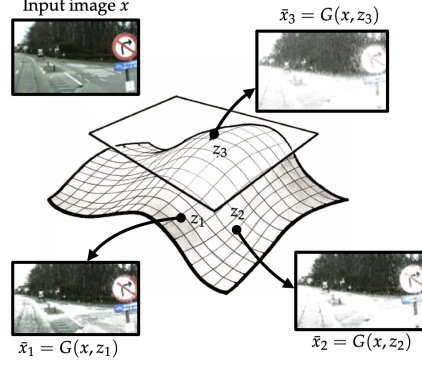 Input image x
x̄₃ = G(x, z₃)
z₃
z₁
z₂
x̄₁ = G(x, z₁)
x̄₂ = G(x, z₂)